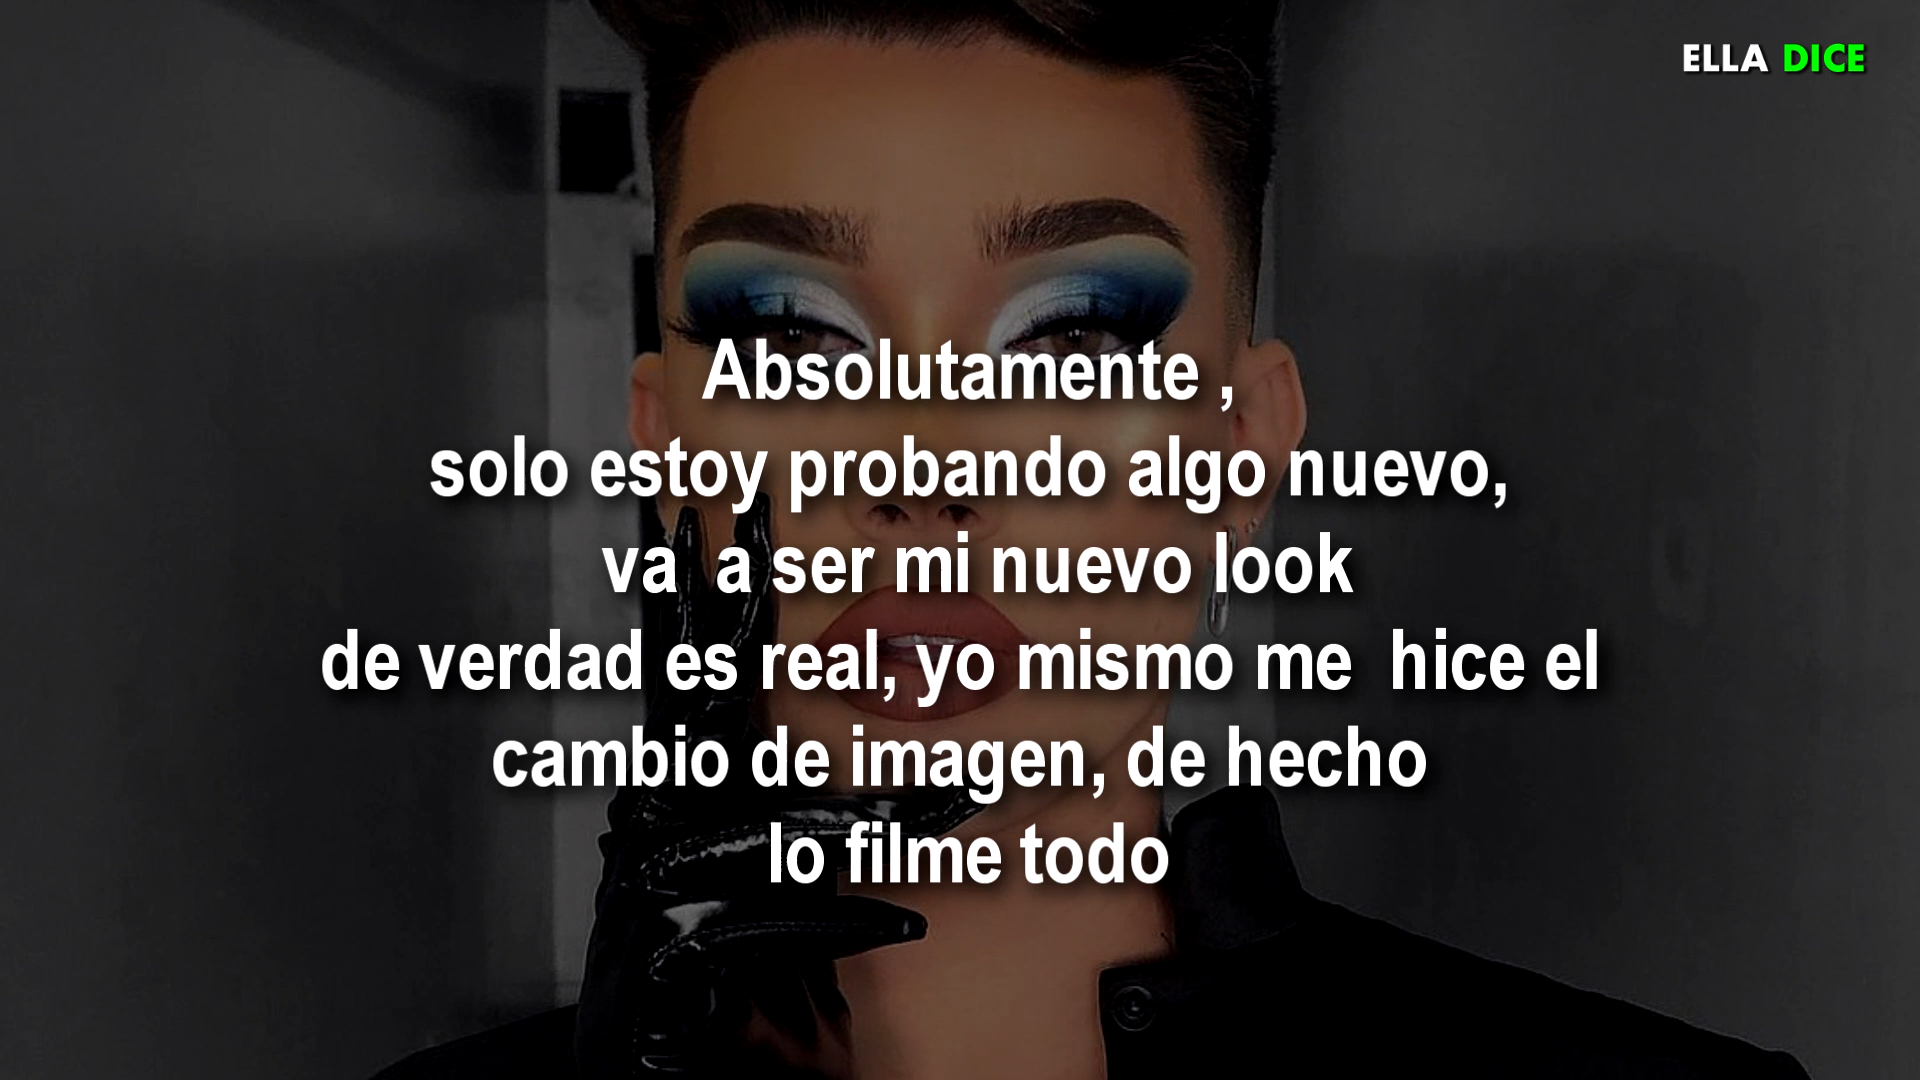 ELLA DICE
Absolutamente ,
solo estoy probando algo nuevo,
va  a ser mi nuevo look
de verdad es real, yo mismo me  hice el
cambio de imagen, de hecho
lo filme todo